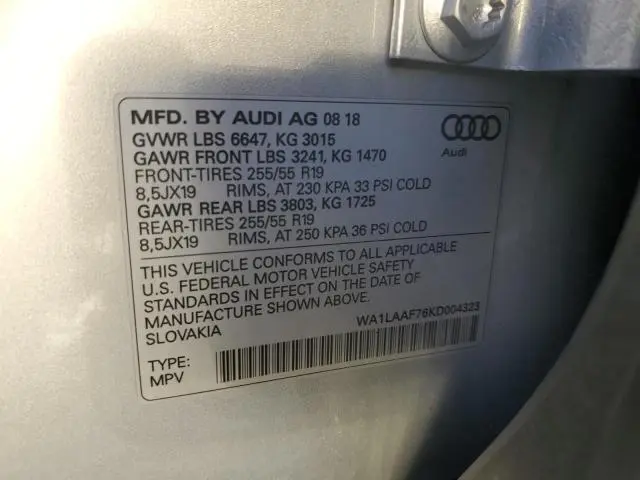 MFD. BY AUDI AG 08 18
GVWR LBS 6647, KG 3015
GAWR FRONT LBS 3241, KG 1470
FRONT-TIRES 255/55 R19
8,5JX19 RIMS, AT 230 KPA 33 PSI COLD
GAWR REAR LBS 3803, KG 1725
REAR-TIRES 255/55 R19
8,5JX19 RIMS, AT 250 KPA 36 PSI COLD
Audi
THIS VEHICLE CONFORMS TO ALL APPLICABLE
U.S. FEDERAL MOTOR VEHICLE SAFETY
STANDARDS IN EFFECT ON THE DATE OF
MANUFACTURE SHOWN ABOVE.
SLOVAKIA
WA1LAAF76KD004323
TYPE:
MPV